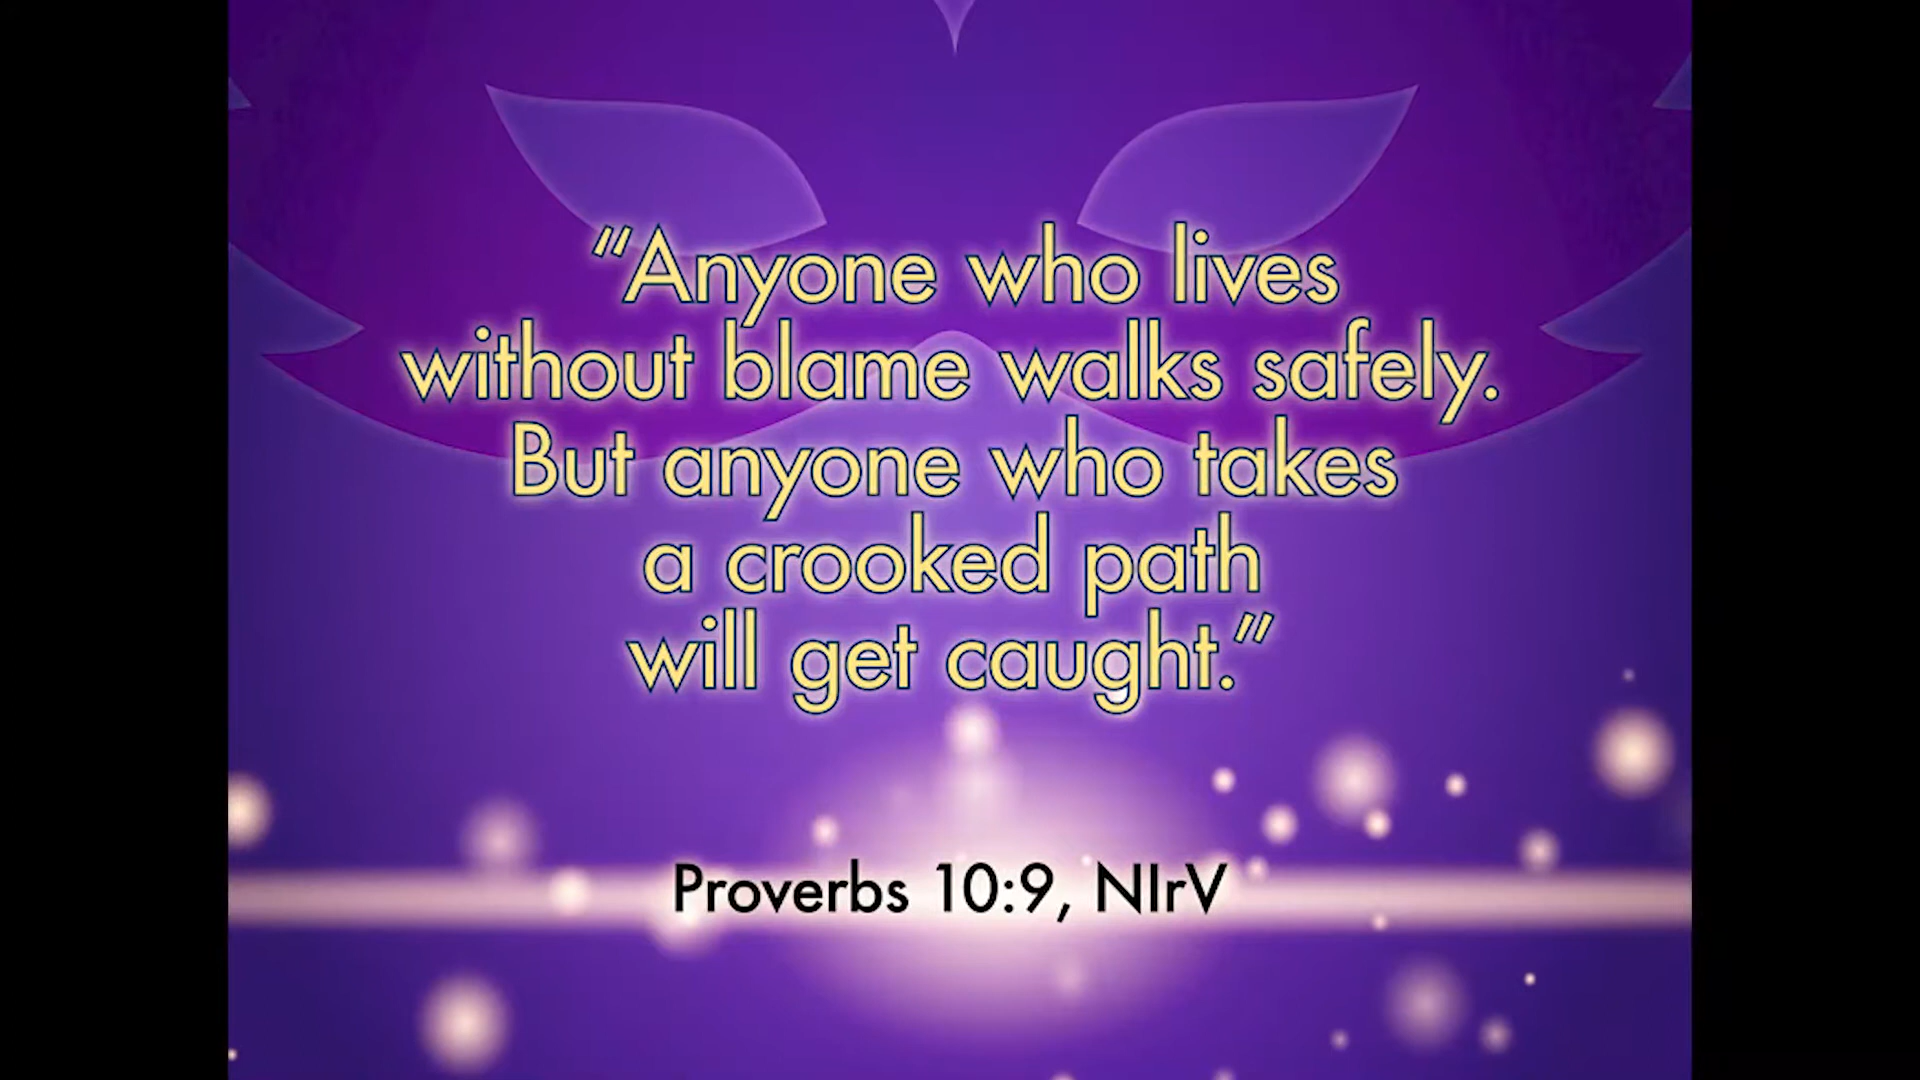 “Anyone who lives
without blame walks safely.
But anyone who takes
a crooked path
will get caught.”
Proverbs 10:9, NIrV